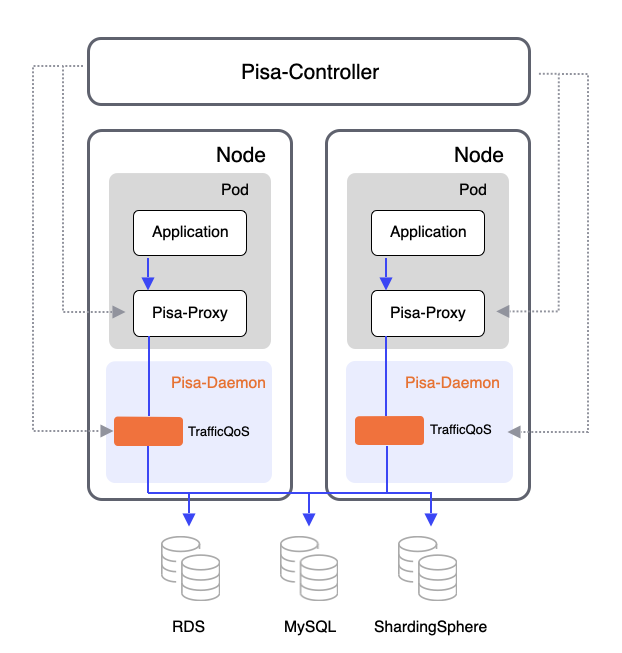 Pisa-Controller
Node
Pod
Application
Pisa-Proxy
Pisa-Daemon
TrafficQoS
Node
Pod
Application
Pisa-Proxy
Pisa-Daemon
TrafficQoS
RDS
MySQL
ShardingSphere